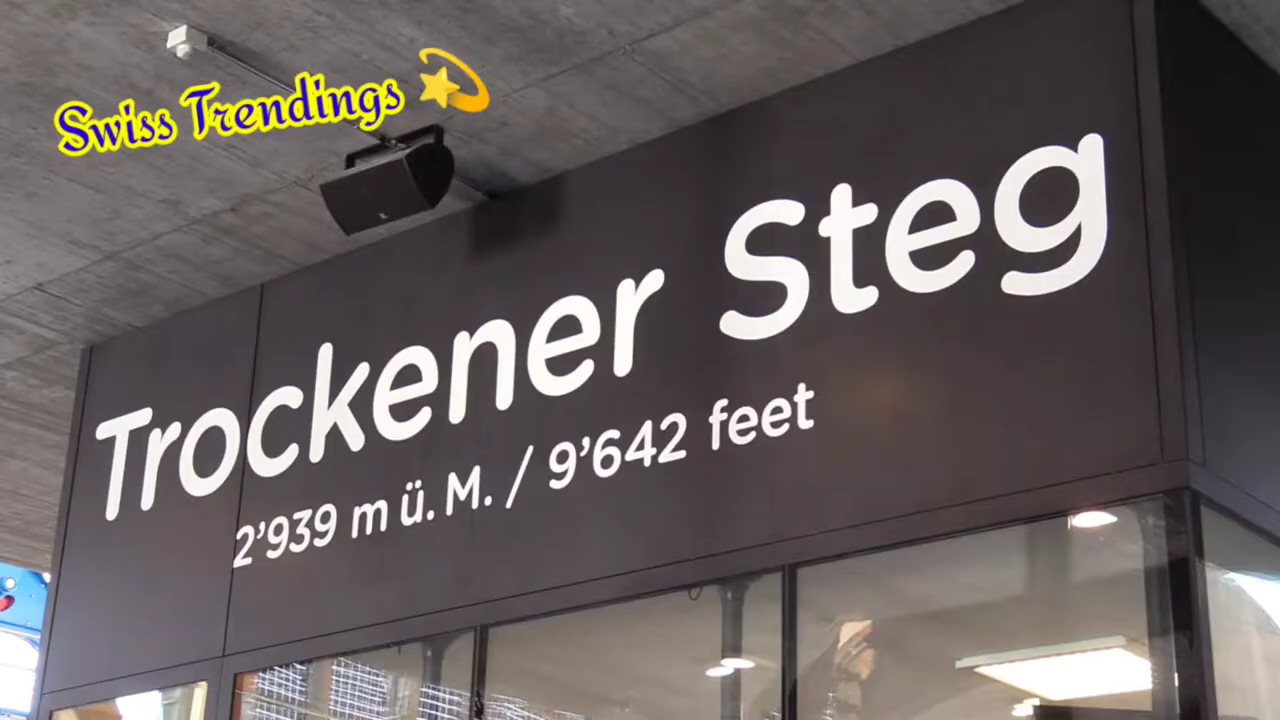 Swiss Trendings 💫
Trockener Steg
2’939 m ü. M. / 9’642 feet